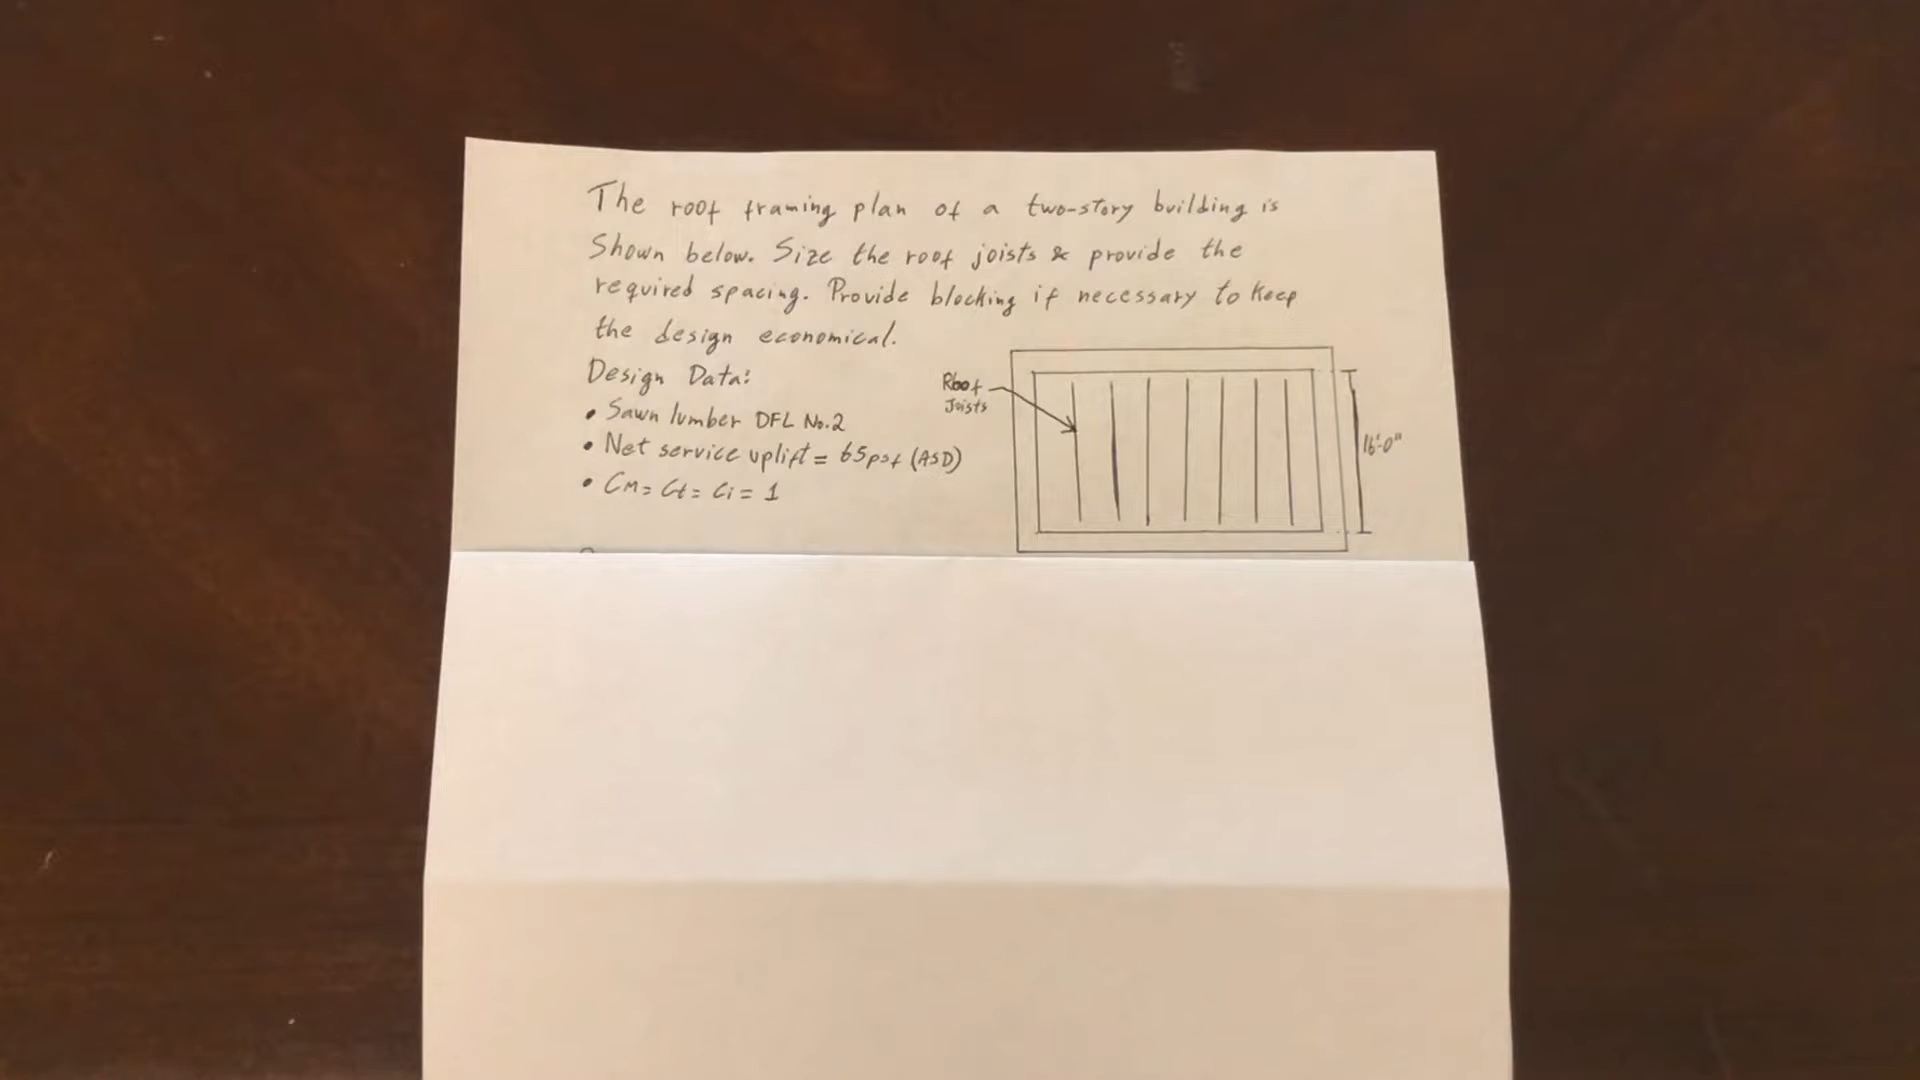 The roof framing plan of a two-story building is
Shown below. Size the roof joists & provide the
required spacing. Provide blocking if necessary to keep
the design economical.
Design Data:
• Sawn lumber DFL No.2
• Net service uplift = 65psf (ASD)
• CM= Ct= Ci = 1
Roof
Joists
16'-0"